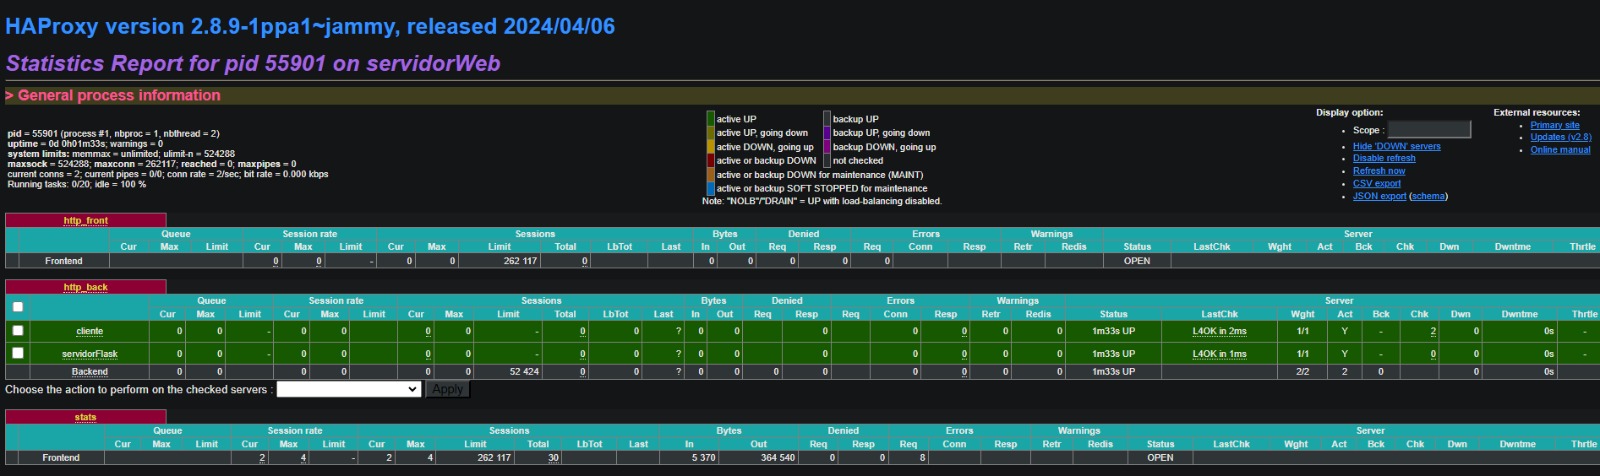 HAProxy version 2.8.9-1ppa1~jammy, released 2024/04/06
Statistics Report for pid 55901 on servidorWeb
> General process information
pid = 55901 (process #1, nbproc = 1, nbthread = 2)
uptime = 0d 0h01m33s; warnings = 0
system limits: memmax = unlimited; ulimit-n = 524288
maxsock = 524288; maxconn = 262117; reached = 0; maxpipes = 0
current conns = 2; current pipes = 0/0; conn rate = 2/sec; bit rate = 0.000 kbps
Running tasks: 0/20; idle = 100 %
active UP backup UP
active UP, going down backup UP, going down
active DOWN, going up backup DOWN, going up
active or backup DOWN not checked
active or backup DOWN for maintenance (MAINT)
active or backup SOFT STOPPED for maintenance
Note: "NOLB"/"DRAIN" = UP with load-balancing disabled.
Display option:
Scope :
Hide 'DOWN' servers
Disable refresh
Refresh now
CSV export
JSON export (schema)
External resources:
Primary site
Updates (v2.8)
Online manual
http_front
Queue Session rate Sessions Bytes Denied Errors Warnings Server
Cur Max Limit Cur Max Limit Cur Max Limit Total LbTot Last In Out Req Resp Req Conn Resp Retr Redis Status LastChk Wght Act Bck Chk Dwn Dwntme Thrtle
Frontend 0 0 - 0 0 262 117 0 0 0 0 0 0 OPEN
http_back
Queue Session rate Sessions Bytes Denied Errors Warnings Server
Cur Max Limit Cur Max Limit Cur Max Limit Total LbTot Last In Out Req Resp Req Conn Resp Retr Redis Status LastChk Wght Act Bck Chk Dwn Dwntme Thrtle
cliente 0 0 - 0 0 0 0 - 0 0 ? 0 0 0 0 0 0 0 1m33s UP L4OK in 2ms 1/1 Y - 2 0 0s -
servidorFlask 0 0 - 0 0 0 0 - 0 0 ? 0 0 0 0 0 0 0 1m33s UP L4OK in 1ms 1/1 Y - 0 0 0s -
Backend 0 0 0 0 0 0 52 424 0 0 ? 0 0 0 0 0 0 0 0 1m33s UP 2/2 2 0 0 0s
Choose the action to perform on the checked servers : Apply
stats
Queue Session rate Sessions Bytes Denied Errors Warnings Server
Cur Max Limit Cur Max Limit Cur Max Limit Total LbTot Last In Out Req Resp Req Conn Resp Retr Redis Status LastChk Wght Act Bck Chk Dwn Dwntme Thrtle
Frontend 2 4 - 2 4 262 117 30 5 370 364 540 0 0 8 OPEN